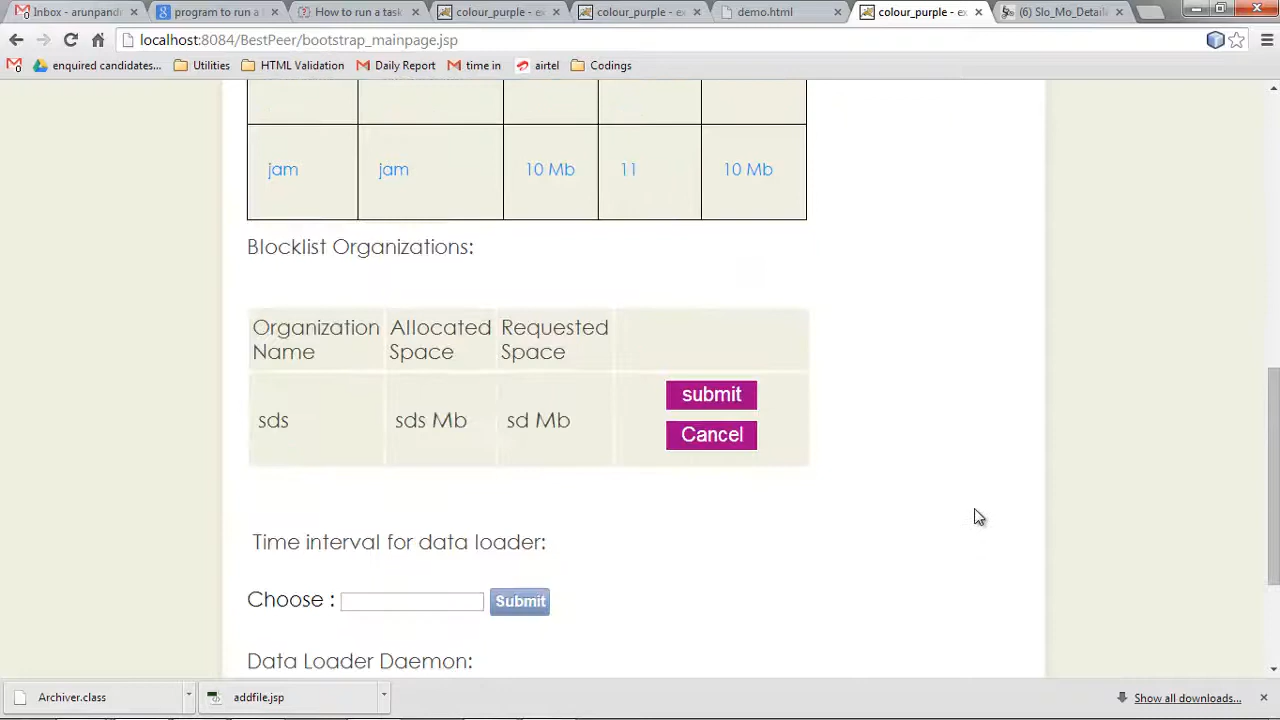 Inbox - arunpand
program to run a
How to run a task
colour_purple - ex
colour_purple - ex
demo.html
colour_purple - ex
(6) Slo_Mo_Detail
localhost:8084/BestPeer/bootstrap_mainpage.jsp
enquired candidates...
Utilities
HTML Validation
Daily Report
time in
airtel
Codings
jam jam 10 Mb 11 10 Mb
Blocklist Organizations:
Organization Allocated Requested
Name Space Space
submit
sds sds Mb sd Mb
Cancel
Time interval for data loader:
Choose : Submit
Data Loader Daemon:
Archiver.class
addfile.jsp
Show all downloads...